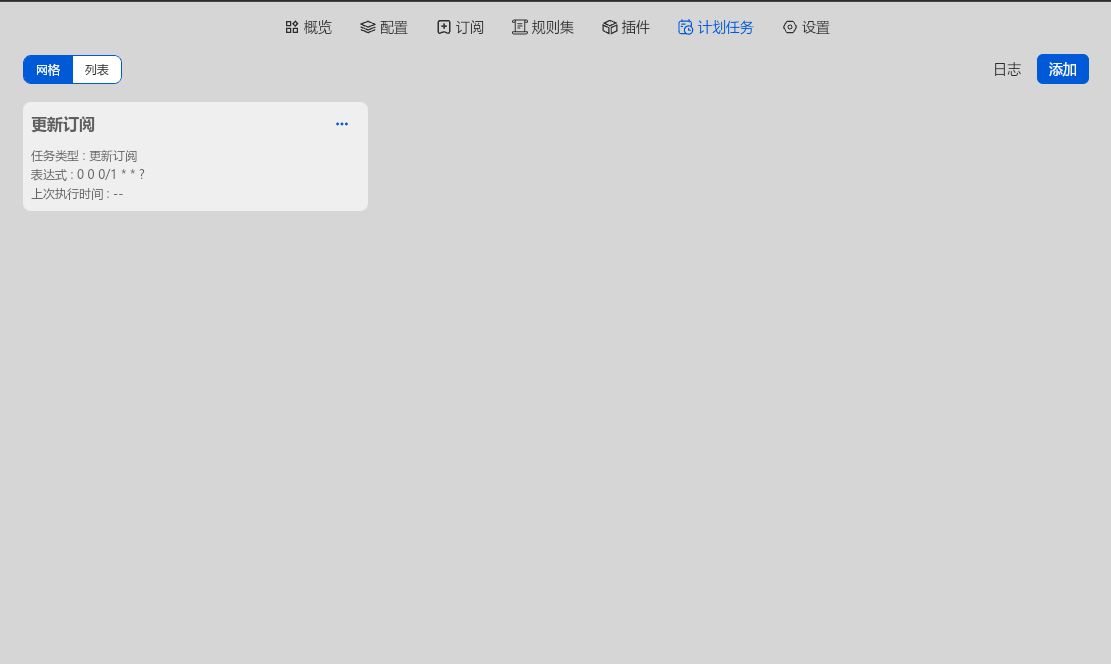 概览 配置 订阅 规则集 插件 计划任务 设置
网格 列表 日志 添加
更新订阅
任务类型 : 更新订阅
表达式 : 0 0 0/1 * * ?
上次执行时间 : --